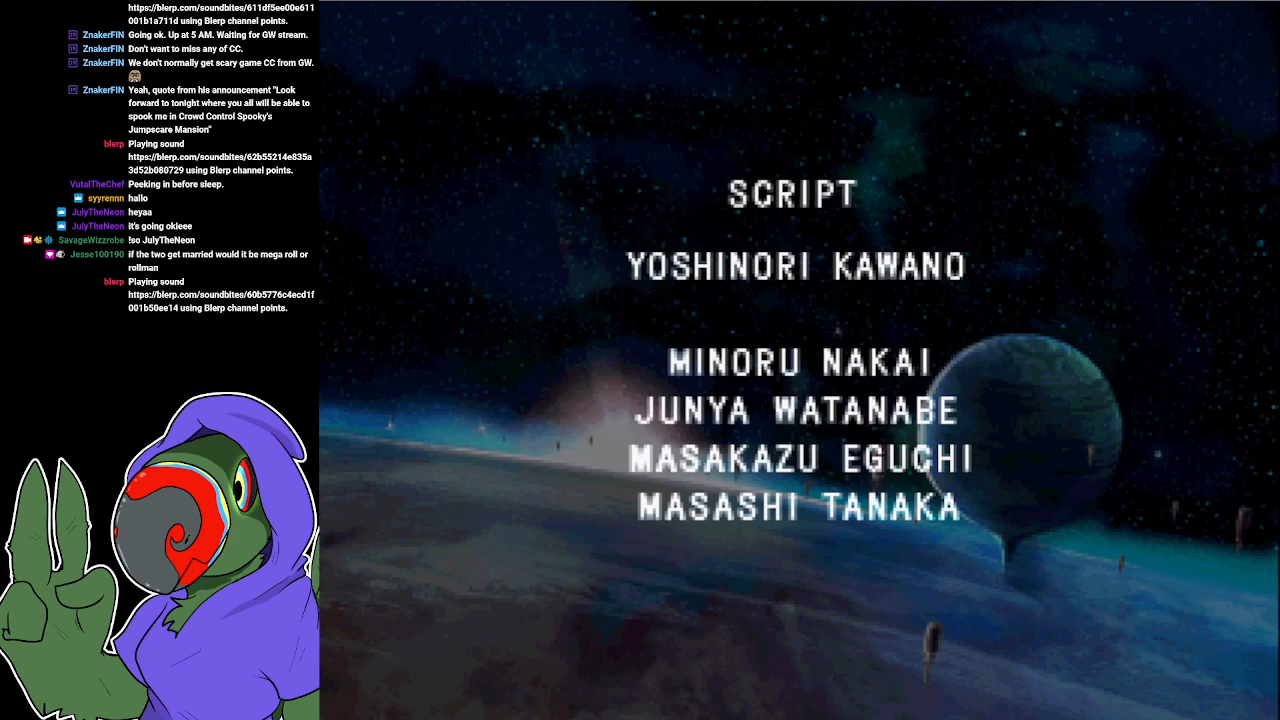 https://blerp.com/soundbites/611df5ee00e611
001b1a711d using Blerp channel points.
ZnakerFIN Going ok. Up at 5 AM. Waiting for GW stream.
ZnakerFIN Don't want to miss any of CC.
ZnakerFIN We don't normally get scary game CC from GW.
ZnakerFIN Yeah, quote from his announcement "Look
forward to tonight where you all will be able to
spook me in Crowd Control Spooky's
Jumpscare Mansion"
blerp Playing sound
https://blerp.com/soundbites/62b55214e835a
3d52b080729 using Blerp channel points.
VutalTheChef Peeking in before sleep.
syyrennn hallo
JulyTheNeon heyaa
JulyTheNeon it's going okieee
SavageWizzrobe !so JulyTheNeon
Jesse100190 if the two get married would it be mega roll or
rollman
blerp Playing sound
https://blerp.com/soundbites/60b5776c4ecd1f
001b50ee14 using Blerp channel points.
SCRIPT
YOSHINORI KAWANO
MINORU NAKAI
JUNYA WATANABE
MASAKAZU EGUCHI
MASASHI TANAKA